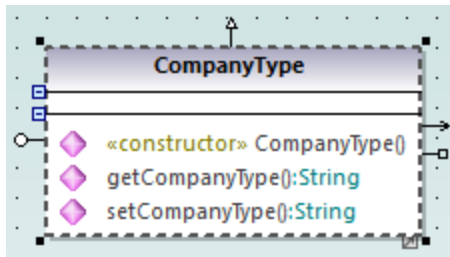 CompanyType
«constructor» CompanyType()
getCompanyType():String
setCompanyType():String